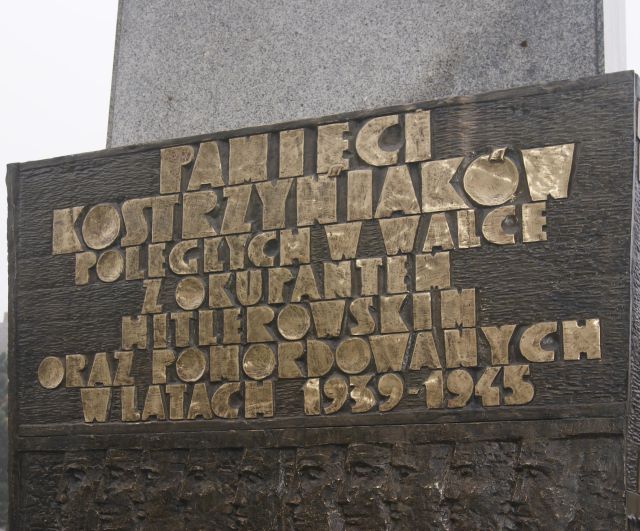 PAMIĘCI
KOSTRZYNIAKÓW
POLEGŁYCH W WALCE
Z OKUPANTEM
HITLEROWSKIM
ORAZ POMORDOWANYCH
W LATACH 1939-1945